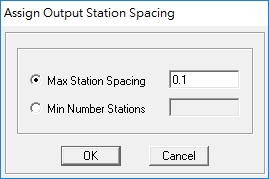 Assign Output Station Spacing
Max Station Spacing 0.1
Min Number Stations
OK Cancel